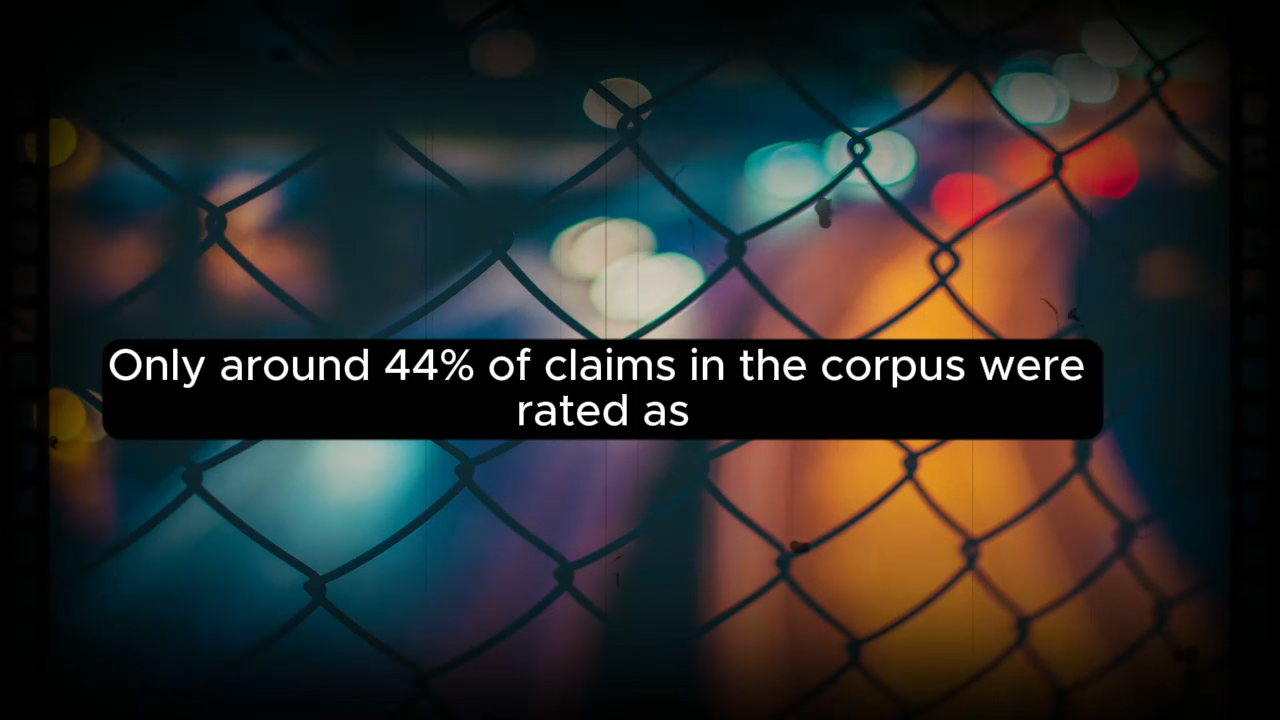 Only around 44% of claims in the corpus were
rated as